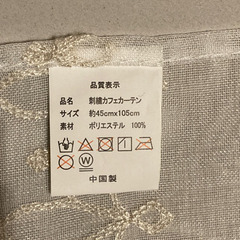 品質表示
品名 刺繍カフェカーテン
サイズ 約45cmx105cm
素材 ポリエステル 100%
中国製